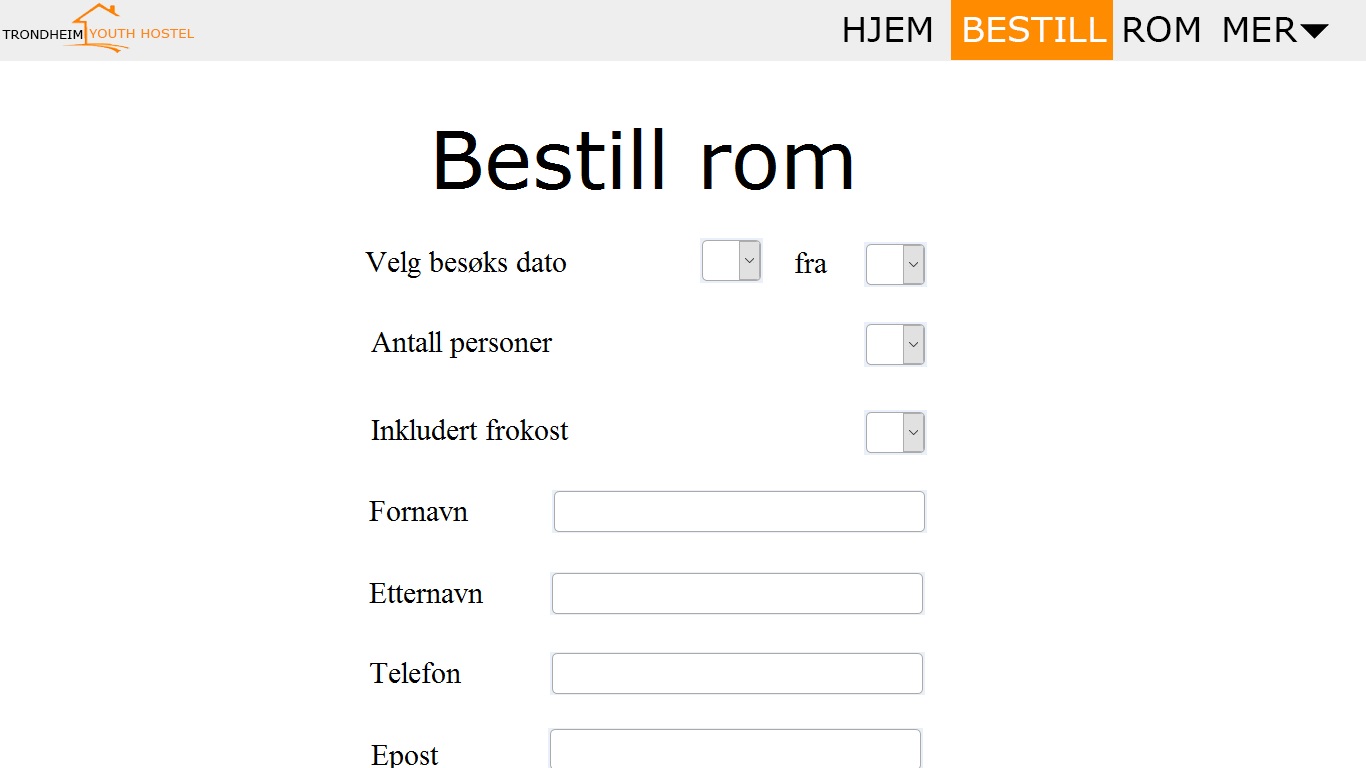 TRONDHEIM YOUTH HOSTEL HJEM BESTILL ROM MER
Bestill rom
Velg besøks dato fra
Antall personer
Inkludert frokost
Fornavn
Etternavn
Telefon
Epost